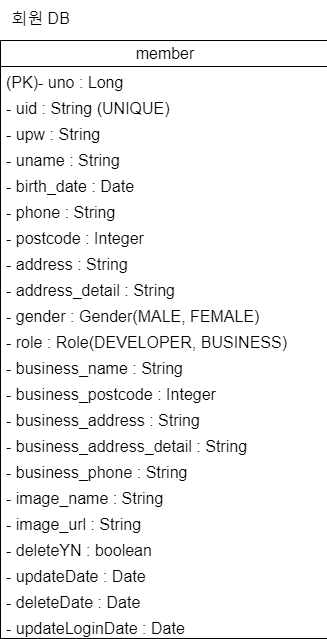 회원 DB
member
(PK)- uno : Long
- uid : String (UNIQUE)
- upw : String
- uname : String
- birth_date : Date
- phone : String
- postcode : Integer
- address : String
- address_detail : String
- gender : Gender(MALE, FEMALE)
- role : Role(DEVELOPER, BUSINESS)
- business_name : String
- business_postcode : Integer
- business_address : String
- business_address_detail : String
- business_phone : String
- image_name : String
- image_url : String
- deleteYN : boolean
- updateDate : Date
- deleteDate : Date
- updateLoginDate : Date